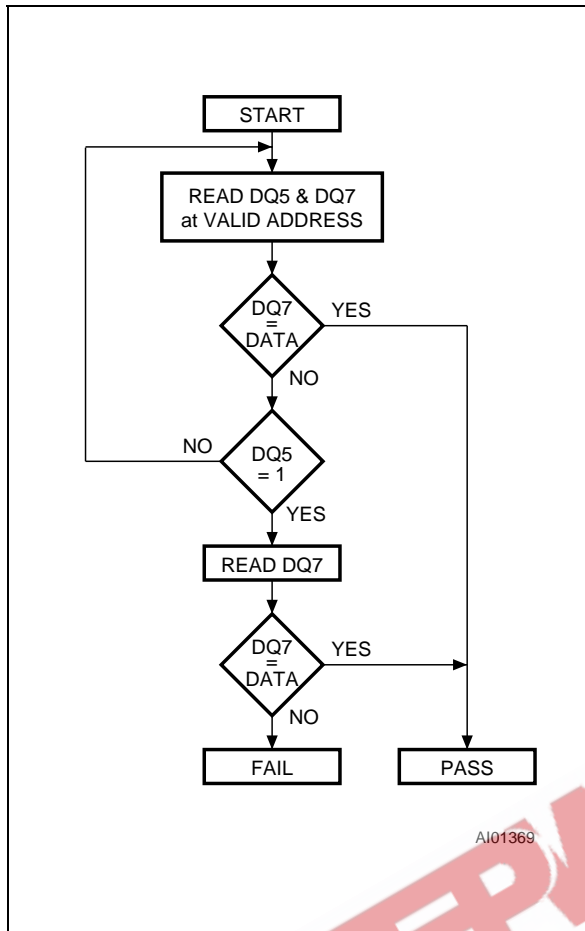 START
READ DQ5 & DQ7
at VALID ADDRESS
DQ7
=
DATA
YES
NO
DQ5
= 1
NO
YES
READ DQ7
DQ7
=
DATA
YES
NO
FAIL
PASS
AI01369